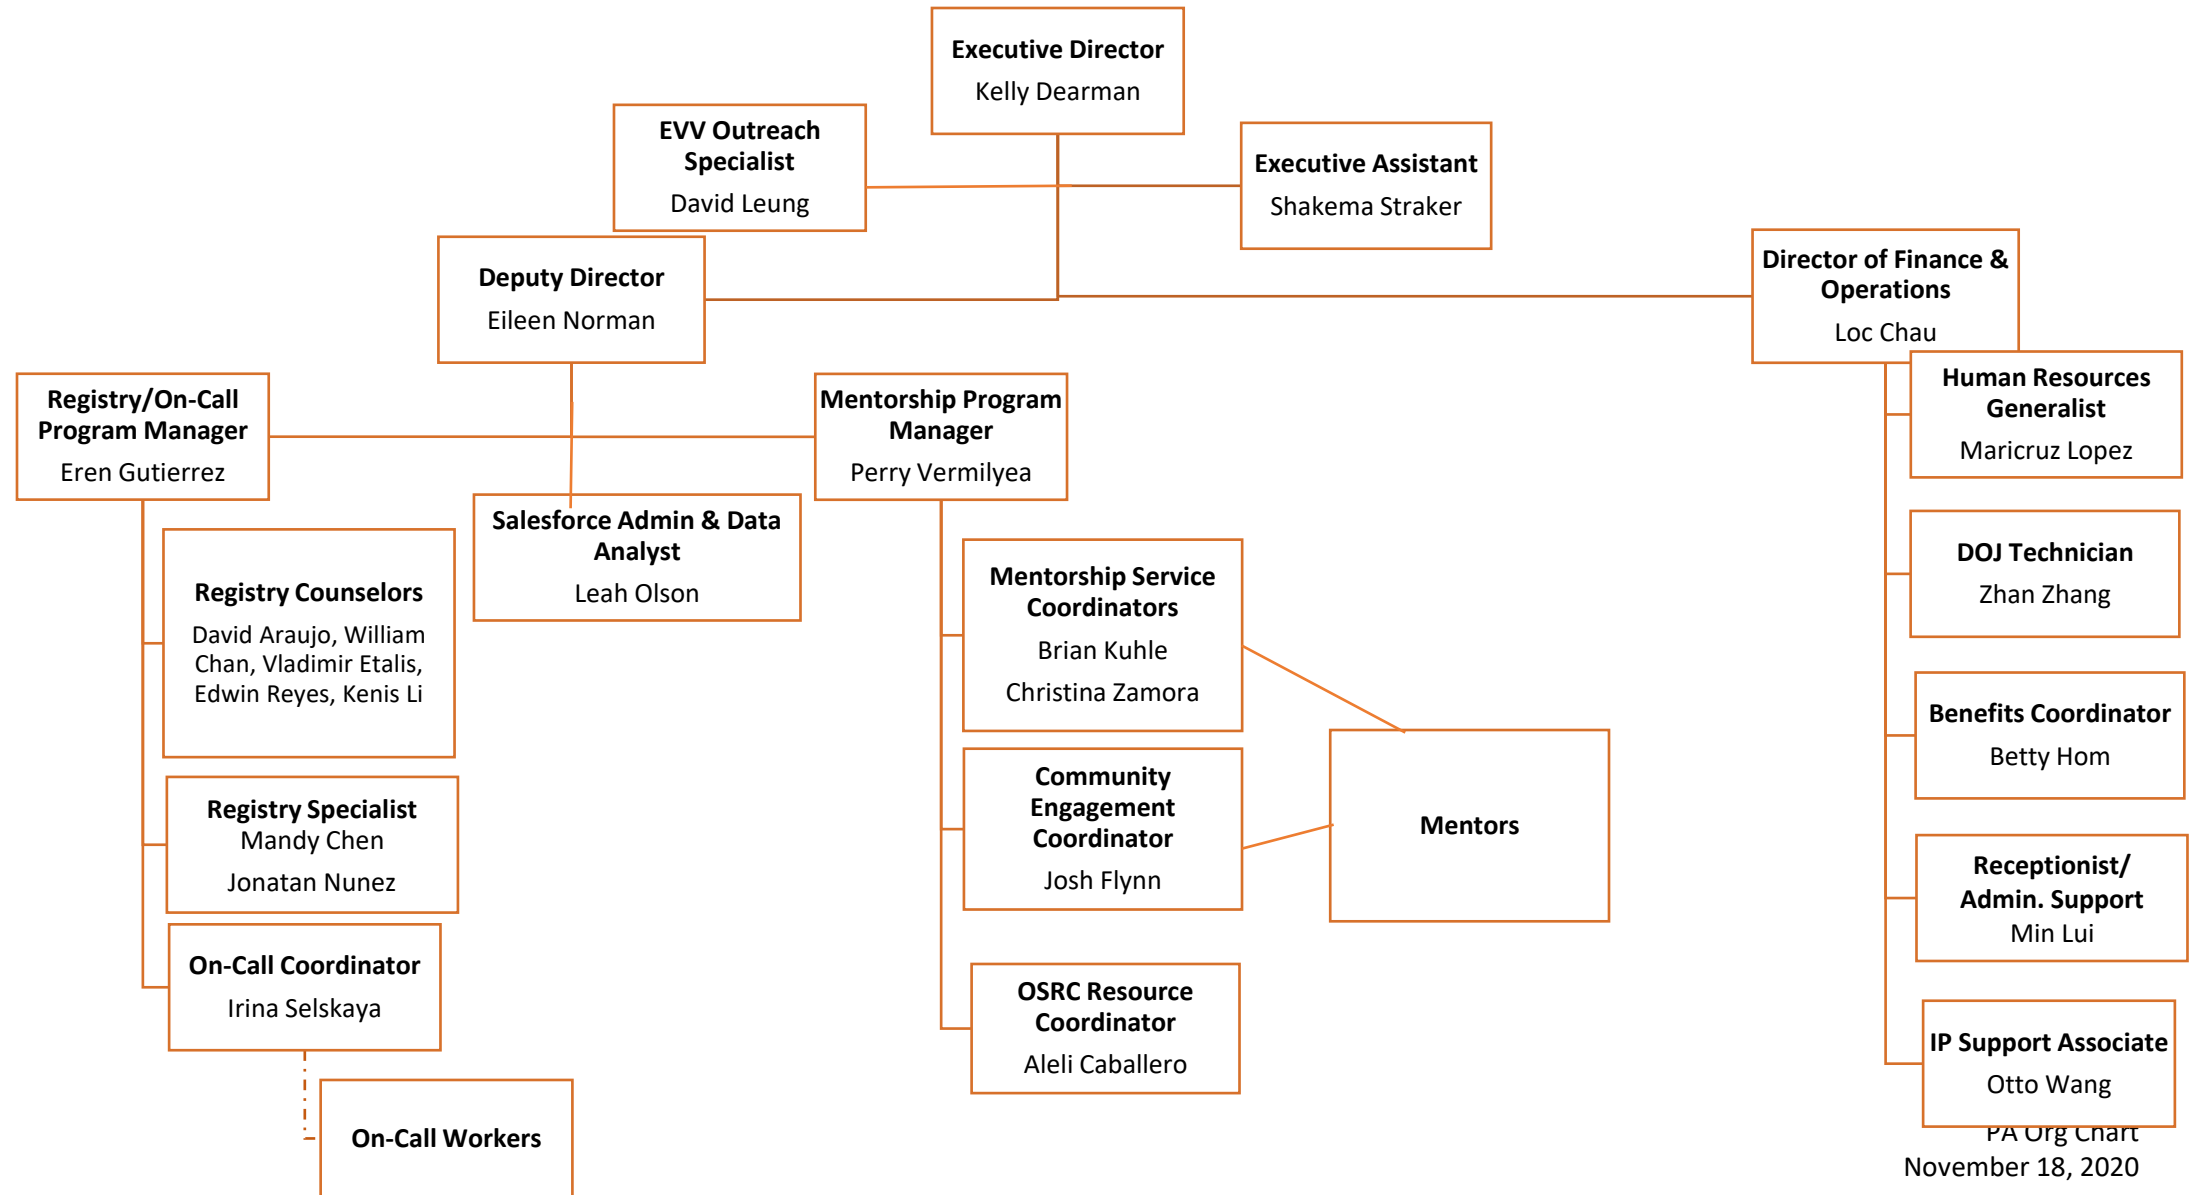 Executive Director
Kelly Dearman
EVV Outreach
Specialist
David Leung
Executive Assistant
Shakema Straker
Deputy Director
Eileen Norman
Director of Finance &
Operations
Loc Chau
Registry/On-Call
Program Manager
Eren Gutierrez
Mentorship Program
Manager
Perry Vermilyea
Human Resources
Generalist
Maricruz Lopez
Salesforce Admin & Data
Analyst
Leah Olson
Registry Counselors
David Araujo, William
Chan, Vladimir Etalis,
Edwin Reyes, Kenis Li
Mentorship Service
Coordinators
Brian Kuhle
Christina Zamora
DOJ Technician
Zhan Zhang
Benefits Coordinator
Betty Hom
Registry Specialist
Mandy Chen
Jonatan Nunez
Community
Engagement
Coordinator
Josh Flynn
Mentors
Receptionist/
Admin. Support
Min Lui
On-Call Coordinator
Irina Selskaya
OSRC Resource
Coordinator
Aleli Caballero
IP Support Associate
Otto Wang
On-Call Workers
PA Org Chart
November 18, 2020